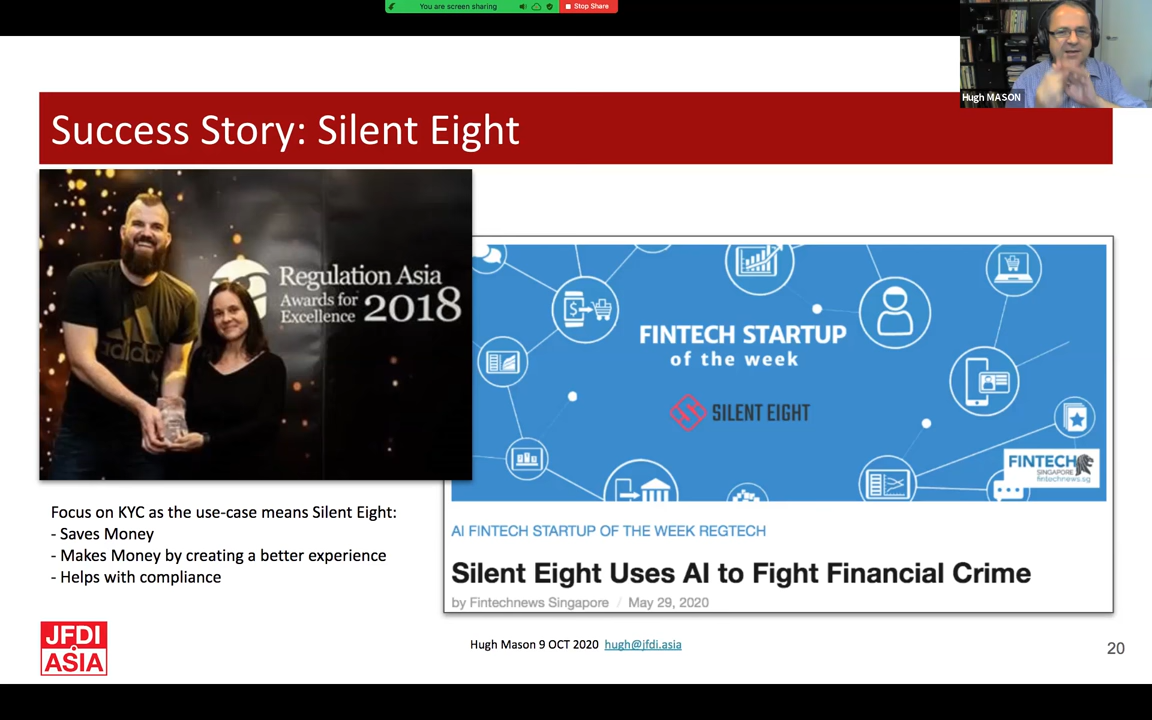 You are screen sharing
Stop Share
Hugh MASON
Success Story: Silent Eight
Regulation Asia
Awards for
Excellence 2018
adidas
FINTECH STARTUP
of the week
SILENT EIGHT
FINTECH
SINGAPORE
fintechnews.sg
AI FINTECH STARTUP OF THE WEEK REGTECH
Silent Eight Uses AI to Fight Financial Crime
by Fintechnews Singapore / May 29, 2020
Focus on KYC as the use-case means Silent Eight:
- Saves Money
- Makes Money by creating a better experience
- Helps with compliance
JFDI
ASIA
Hugh Mason 9 OCT 2020 hugh@jfdi.asia
20